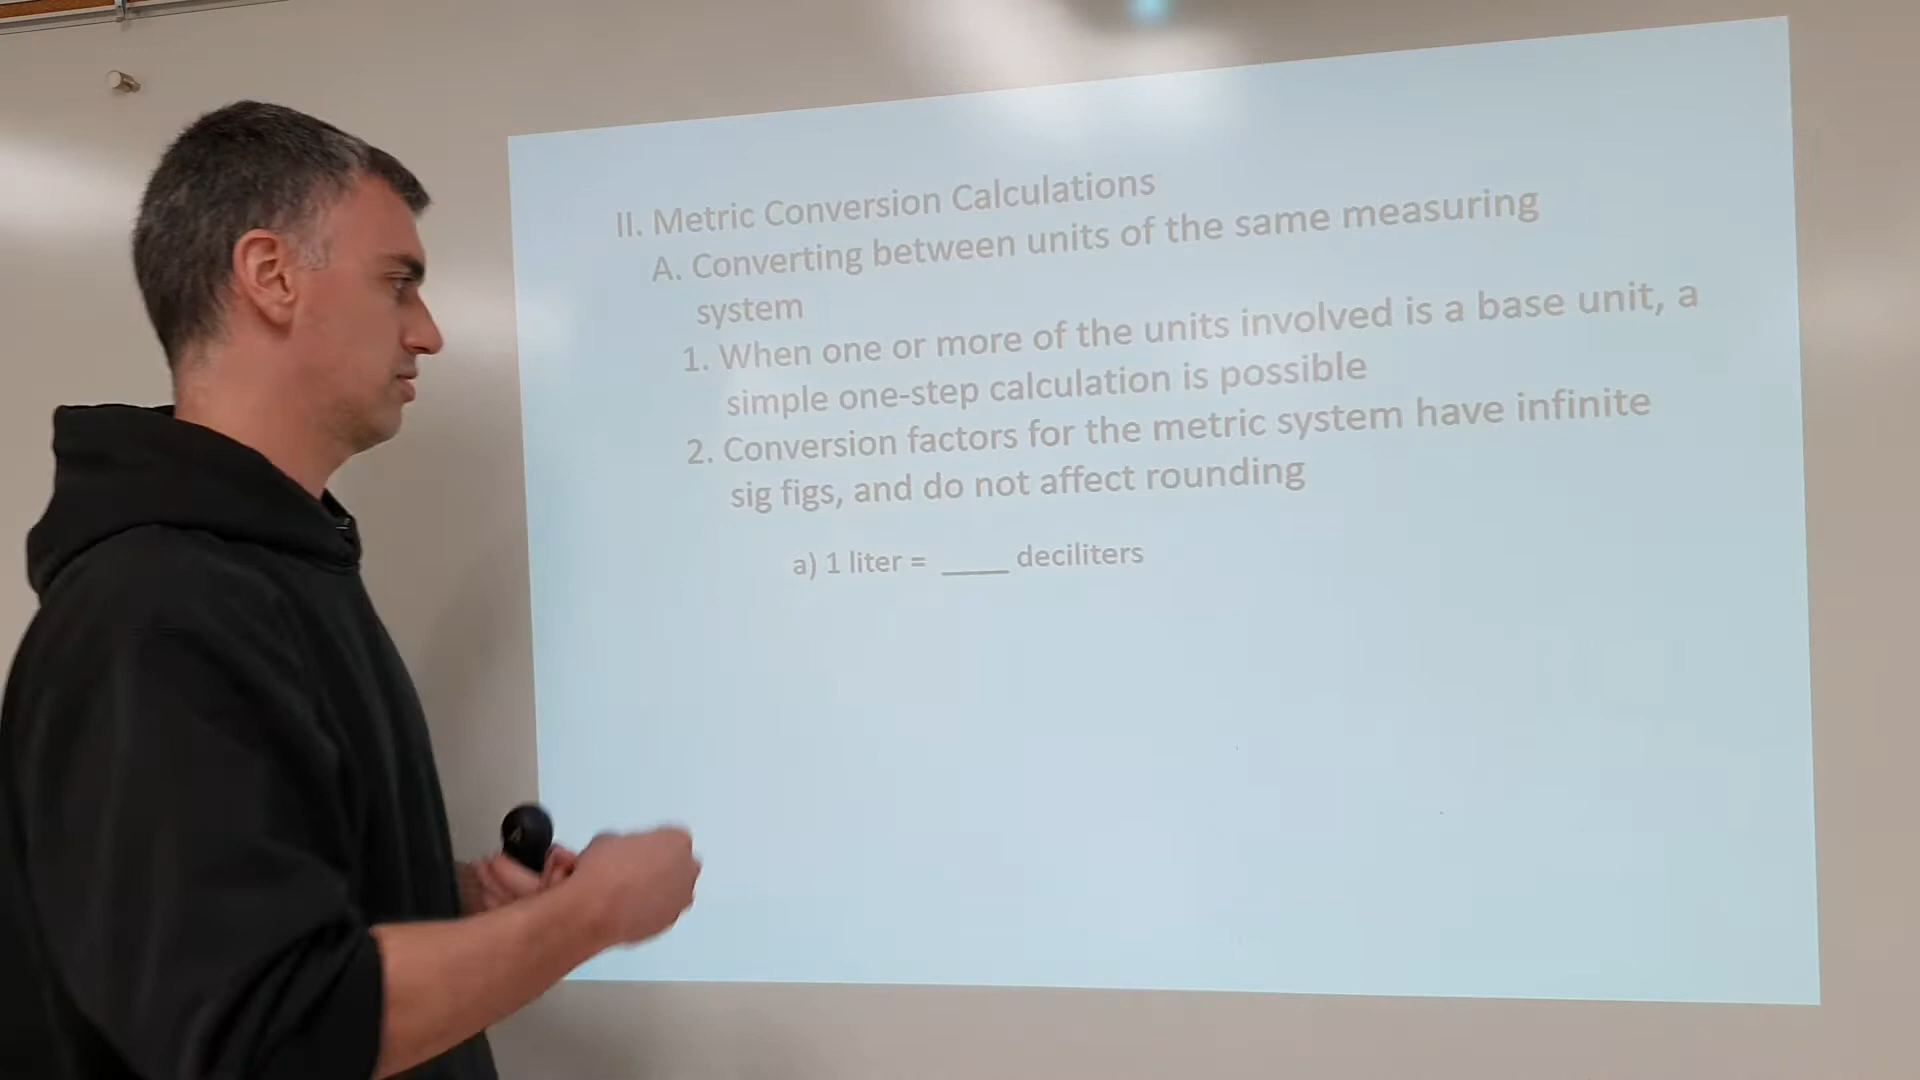 II. Metric Conversion Calculations
A. Converting between units of the same measuring
system
1. When one or more of the units involved is a base unit, a
simple one-step calculation is possible
2. Conversion factors for the metric system have infinite
sig figs, and do not affect rounding
a) 1 liter = ____ deciliters